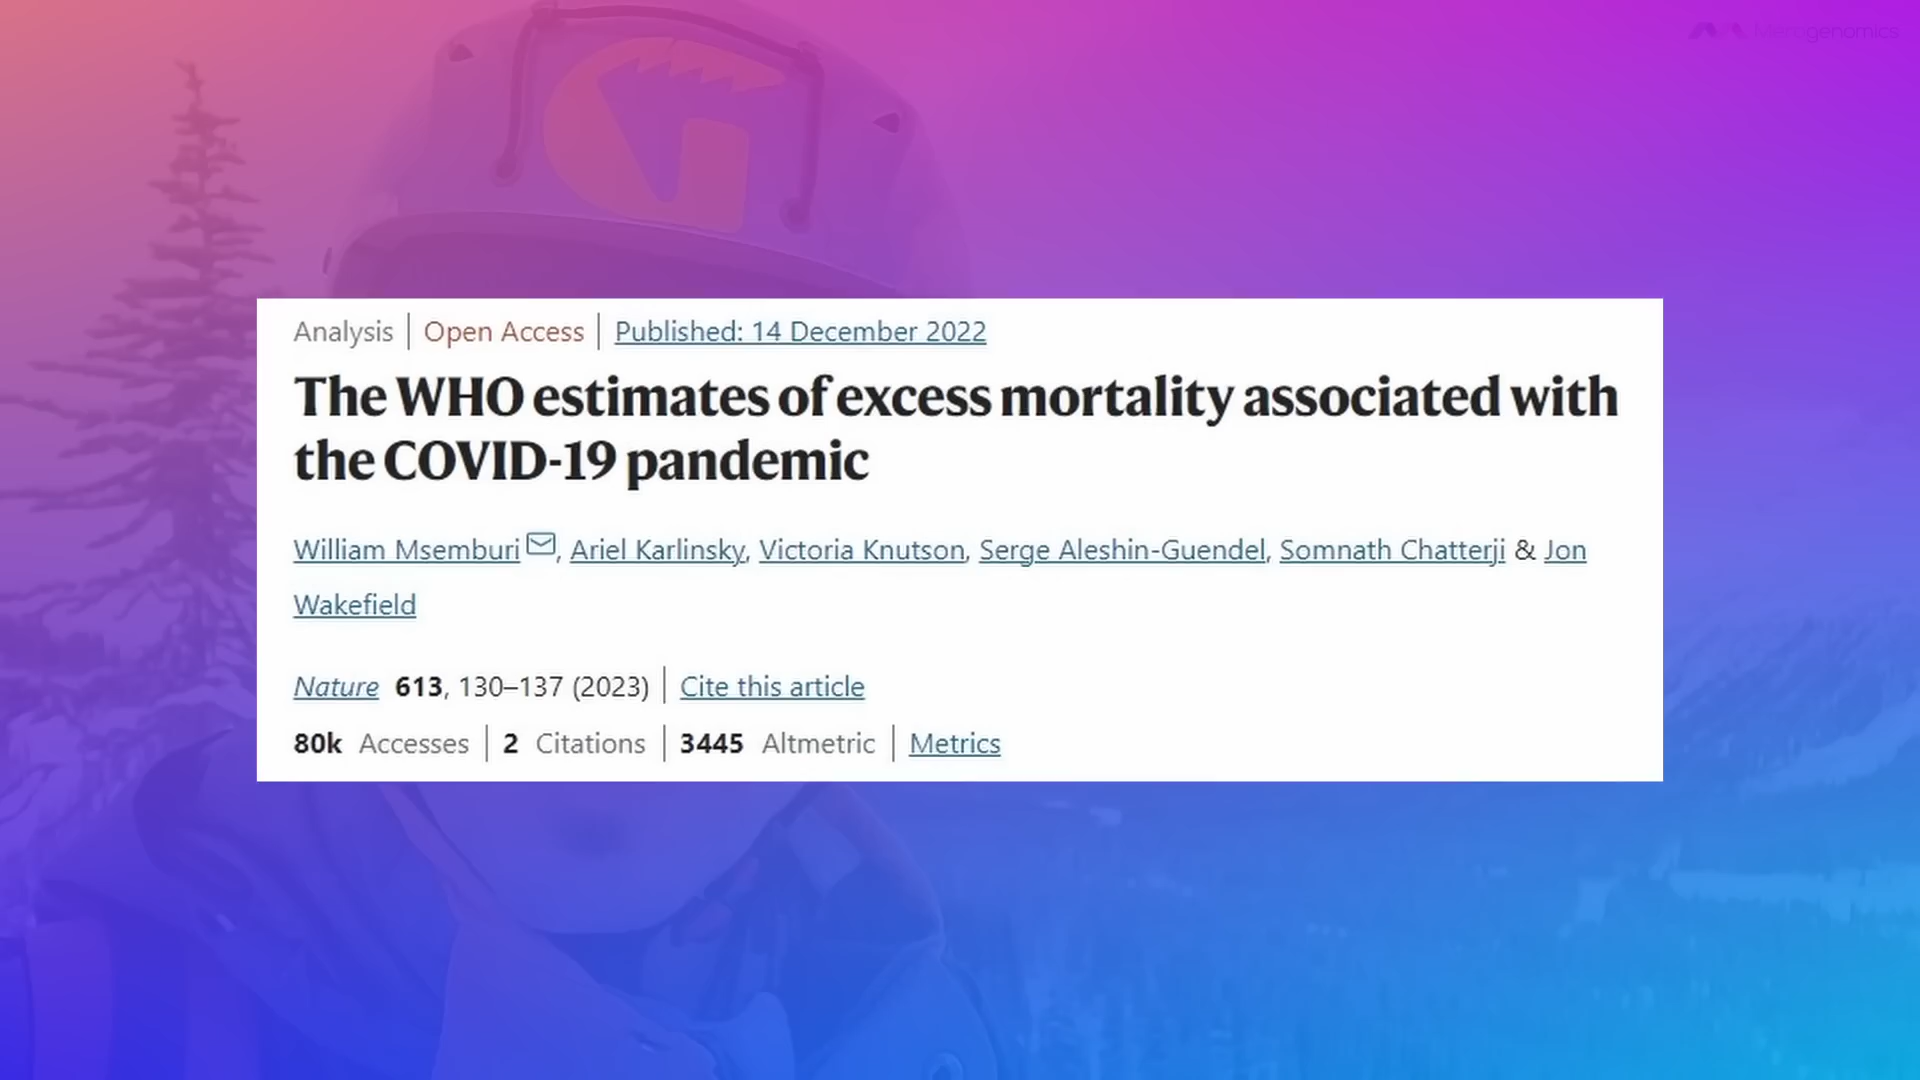 Merogenomics
Analysis | Open Access | Published: 14 December 2022
The WHO estimates of excess mortality associated with
the COVID-19 pandemic
William Msemburi, Ariel Karlinsky, Victoria Knutson, Serge Aleshin-Guendel, Somnath Chatterji & Jon
Wakefield
Nature 613, 130–137 (2023) | Cite this article
80k Accesses | 2 Citations | 3445 Altmetric | Metrics